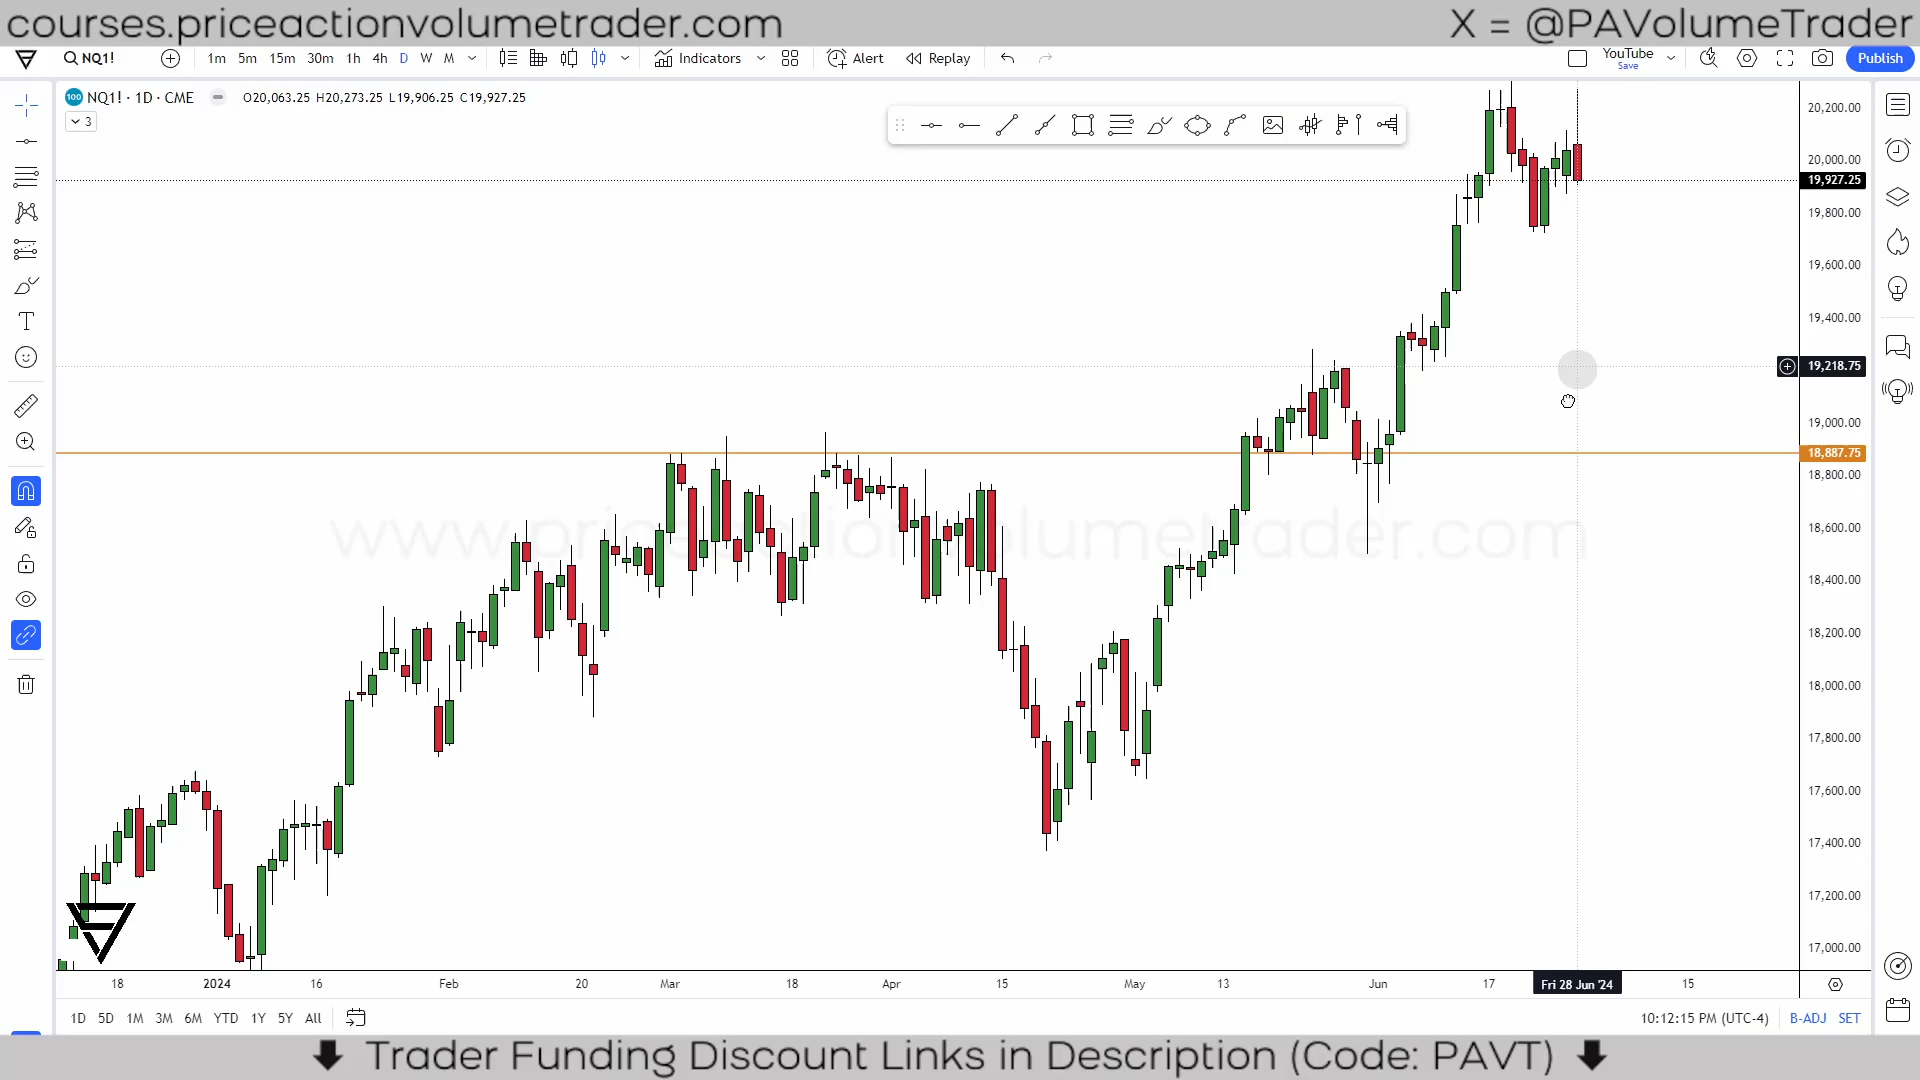 courses.priceactionvolumetrader.com
X = @PAVolumeTrader
NQ1!
1m 5m 15m 30m 1h 4h D W M
Indicators
Alert
Replay
YouTube
Save
Publish
100 NQ1! · 1D · CME O20,063.25 H20,273.25 L19,906.25 C19,927.25
3
20,200.00
20,000.00
19,927.25
19,800.00
19,600.00
19,400.00
19,218.75
19,000.00
18,887.75
18,800.00
18,600.00
www.priceactionvolumetrader.com
18,400.00
18,200.00
18,000.00
17,800.00
17,600.00
17,400.00
17,200.00
17,000.00
18 2024 16 Feb 20 Mar 18 Apr 15 May 13 Jun 17 Fri 28 Jun '24 15
1D 5D 1M 3M 6M YTD 1Y 5Y All
10:12:15 PM (UTC-4) B-ADJ SET
Trader Funding Discount Links in Description (Code: PAVT)